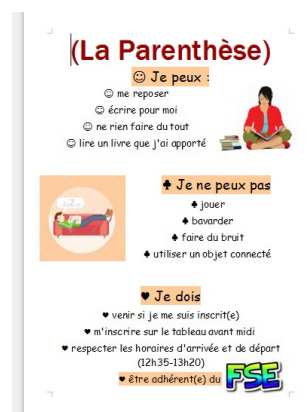 (La Parenthèse)
☺ Je peux :
☺ me reposer
☺ écrire pour moi
☺ ne rien faire du tout
☺ lire un livre que j'ai apporté
♣ Je ne peux pas
♣ jouer
♣ bavarder
♣ faire du bruit
♣ utiliser un objet connecté
♥ Je dois
♥ venir si je me suis inscrit(e)
♥ m'inscrire sur le tableau avant midi
♥ respecter les horaires d'arrivée et de départ
(12h35-13h20)
♥ être adhérent(e) du FSE